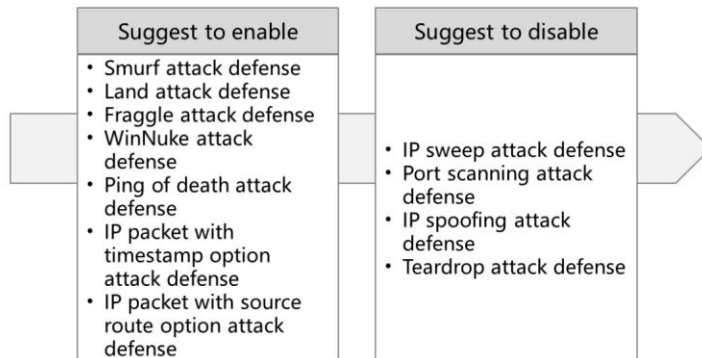 Suggest to enable
• Smurf attack defense
• Land attack defense
• Fraggle attack defense
• WinNuke attack
defense
• Ping of death attack
defense
• IP packet with
timestamp option
attack defense
• IP packet with source
route option attack
defense
Suggest to disable
• IP sweep attack defense
• Port scanning attack
defense
• IP spoofing attack
defense
• Teardrop attack defense